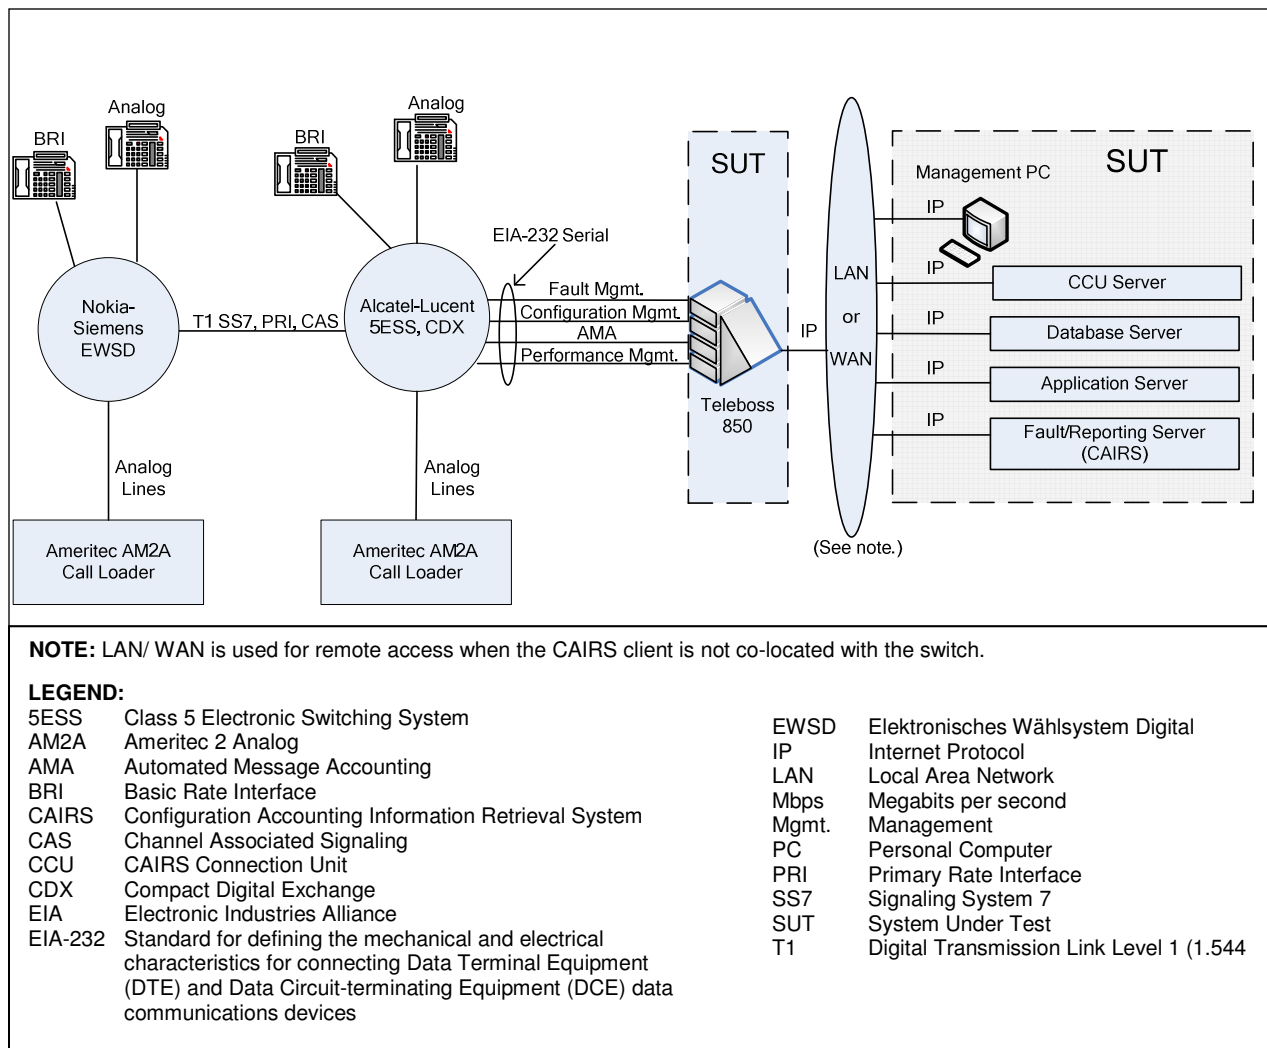 Analog
BRI
Analog
BRI
SUT
SUT
Management PC
EIA-232 Serial
Nokia-
Siemens
EWSD
T1 SS7, PRI, CAS
Alcatel-Lucent
5ESS, CDX
Fault Mgmt.
Configuration Mgmt.
AMA
Performance Mgmt.
Teleboss
850
IP
LAN
or
WAN
(See note.)
IP
IP
CCU Server
IP
Database Server
IP
Application Server
IP
Fault/Reporting Server
(CAIRS)
Analog
Lines
Analog
Lines
Ameritec AM2A
Call Loader
Ameritec AM2A
Call Loader
NOTE: LAN/ WAN is used for remote access when the CAIRS client is not co-located with the switch.
LEGEND:
5ESS Class 5 Electronic Switching System
AM2A Ameritec 2 Analog
AMA Automated Message Accounting
BRI Basic Rate Interface
CAIRS Configuration Accounting Information Retrieval System
CAS Channel Associated Signaling
CCU CAIRS Connection Unit
CDX Compact Digital Exchange
EIA Electronic Industries Alliance
EIA-232 Standard for defining the mechanical and electrical
characteristics for connecting Data Terminal Equipment
(DTE) and Data Circuit-terminating Equipment (DCE) data
communications devices
EWSD Elektronisches Wählsystem Digital
IP Internet Protocol
LAN Local Area Network
Mbps Megabits per second
Mgmt. Management
PC Personal Computer
PRI Primary Rate Interface
SS7 Signaling System 7
SUT System Under Test
T1 Digital Transmission Link Level 1 (1.544